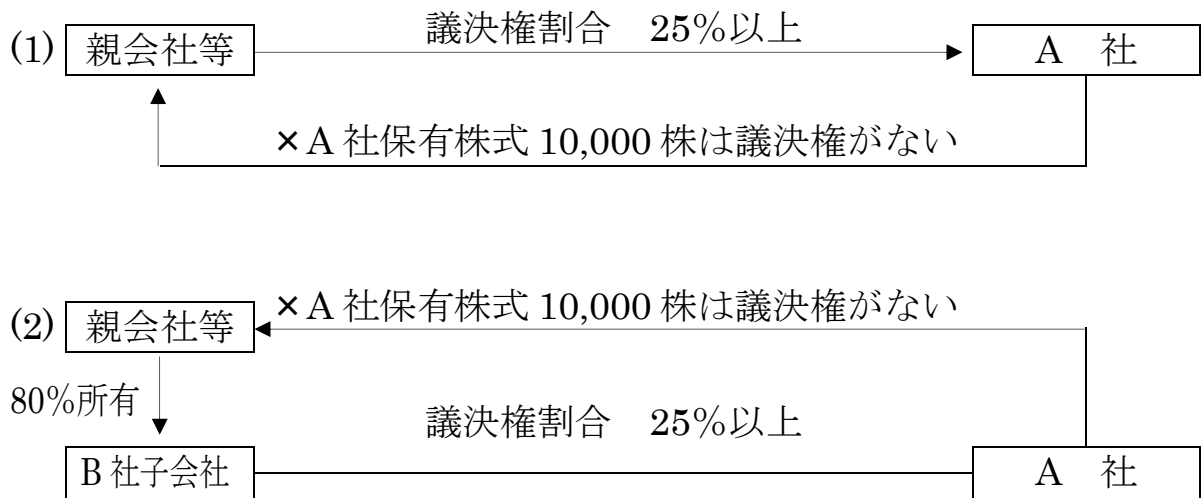 議決権割合　25%以上
(1) 親会社等
A　社
×A 社保有株式 10,000 株は議決権がない
×A 社保有株式 10,000 株は議決権がない
(2) 親会社等
80%所有
議決権割合　25%以上
B 社子会社
A　社